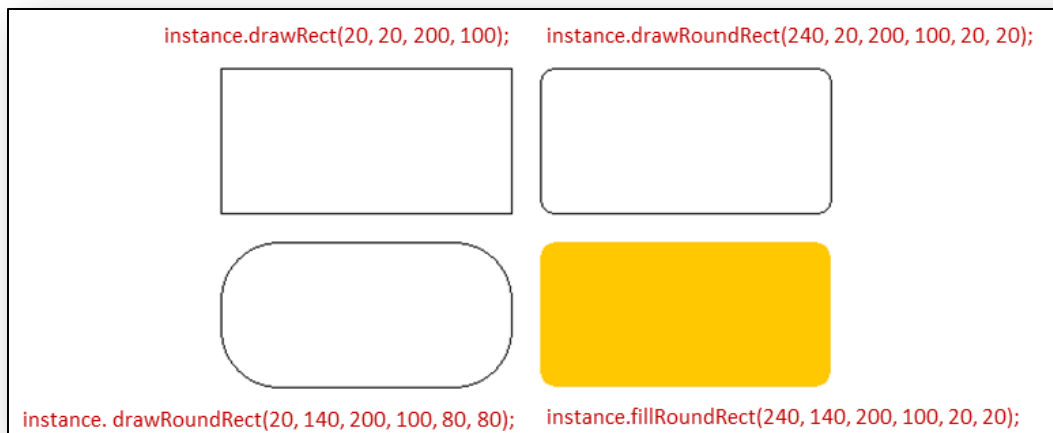 instance.drawRect(20, 20, 200, 100);
instance.drawRoundRect(240, 20, 200, 100, 20, 20);
instance. drawRoundRect(20, 140, 200, 100, 80, 80);
instance.fillRoundRect(240, 140, 200, 100, 20, 20);